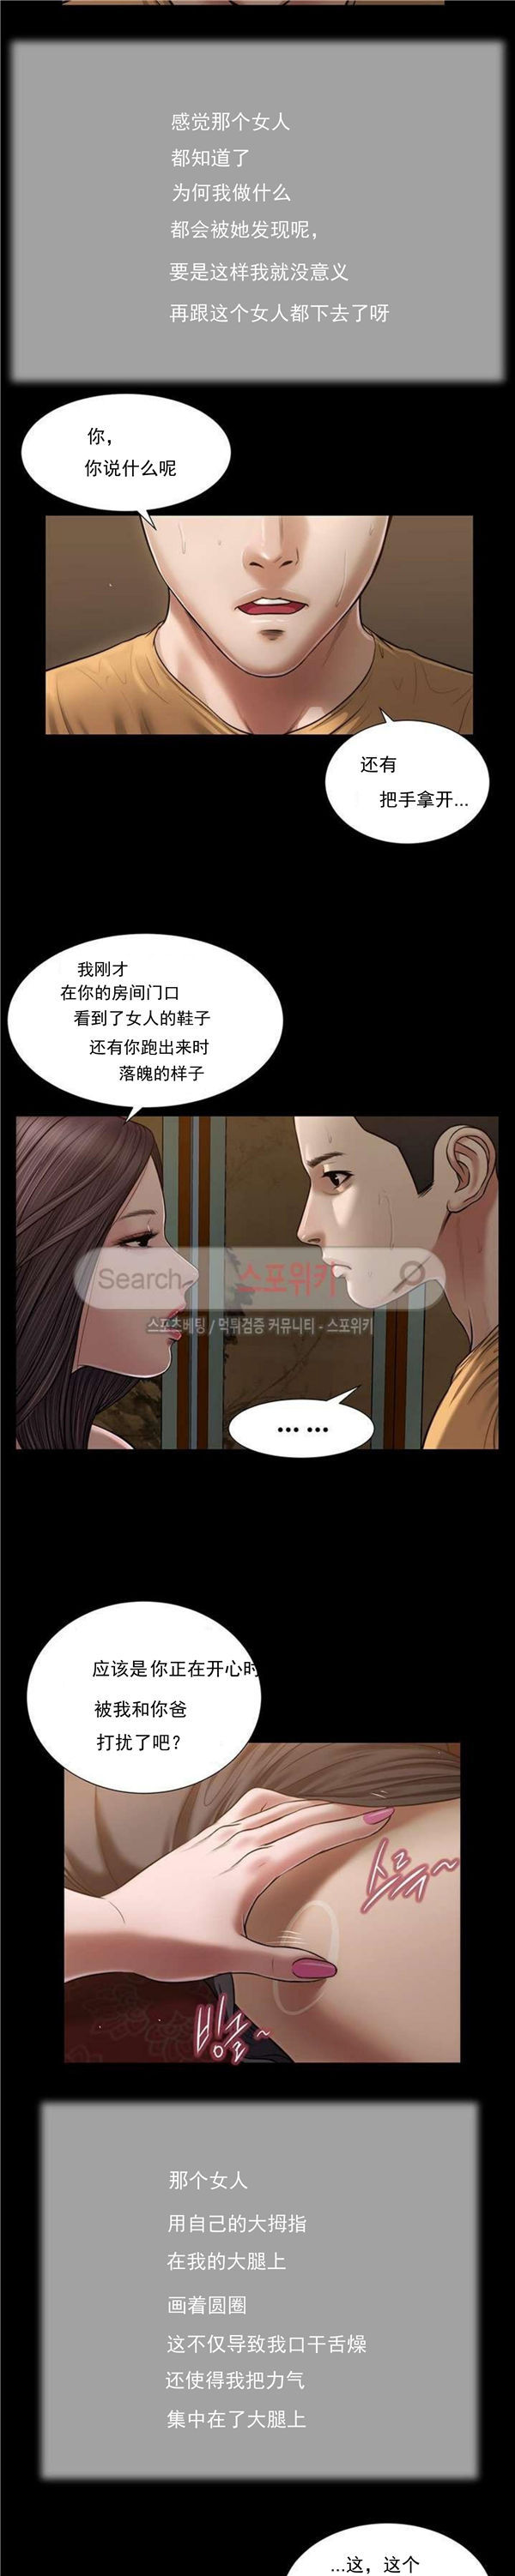 感觉那个女人
都知道了
为何我做什么
都会被她发现呢,
要是这样我就没意义
再跟这个女人都下去了呀
你,
你说什么呢
还有
把手拿开...
我刚才
在你的房间门口
看到了女人的鞋子
还有你跑出来时
落魄的样子
Search 스포위키
스포츠베팅 / 먹튀검증 커뮤니티 - 스포위키
... ...
应该是你正在开心时
被我和你爸
打扰了吧?
스윽~
빙글~
那个女人
用自己的大拇指
在我的大腿上
画着圆圈
这不仅导致我口干舌燥
还使得我把力气
集中在了大腿上
...这, 这个